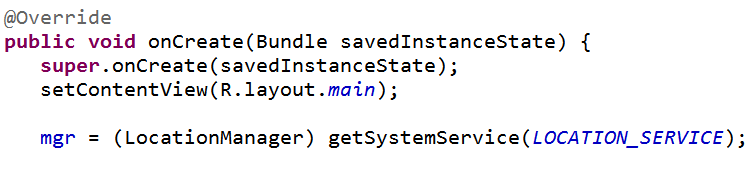 @Override
public void onCreate(Bundle savedInstanceState) {
super.onCreate(savedInstanceState);
setContentView(R.layout.main);
mgr = (LocationManager) getSystemService(LOCATION_SERVICE);